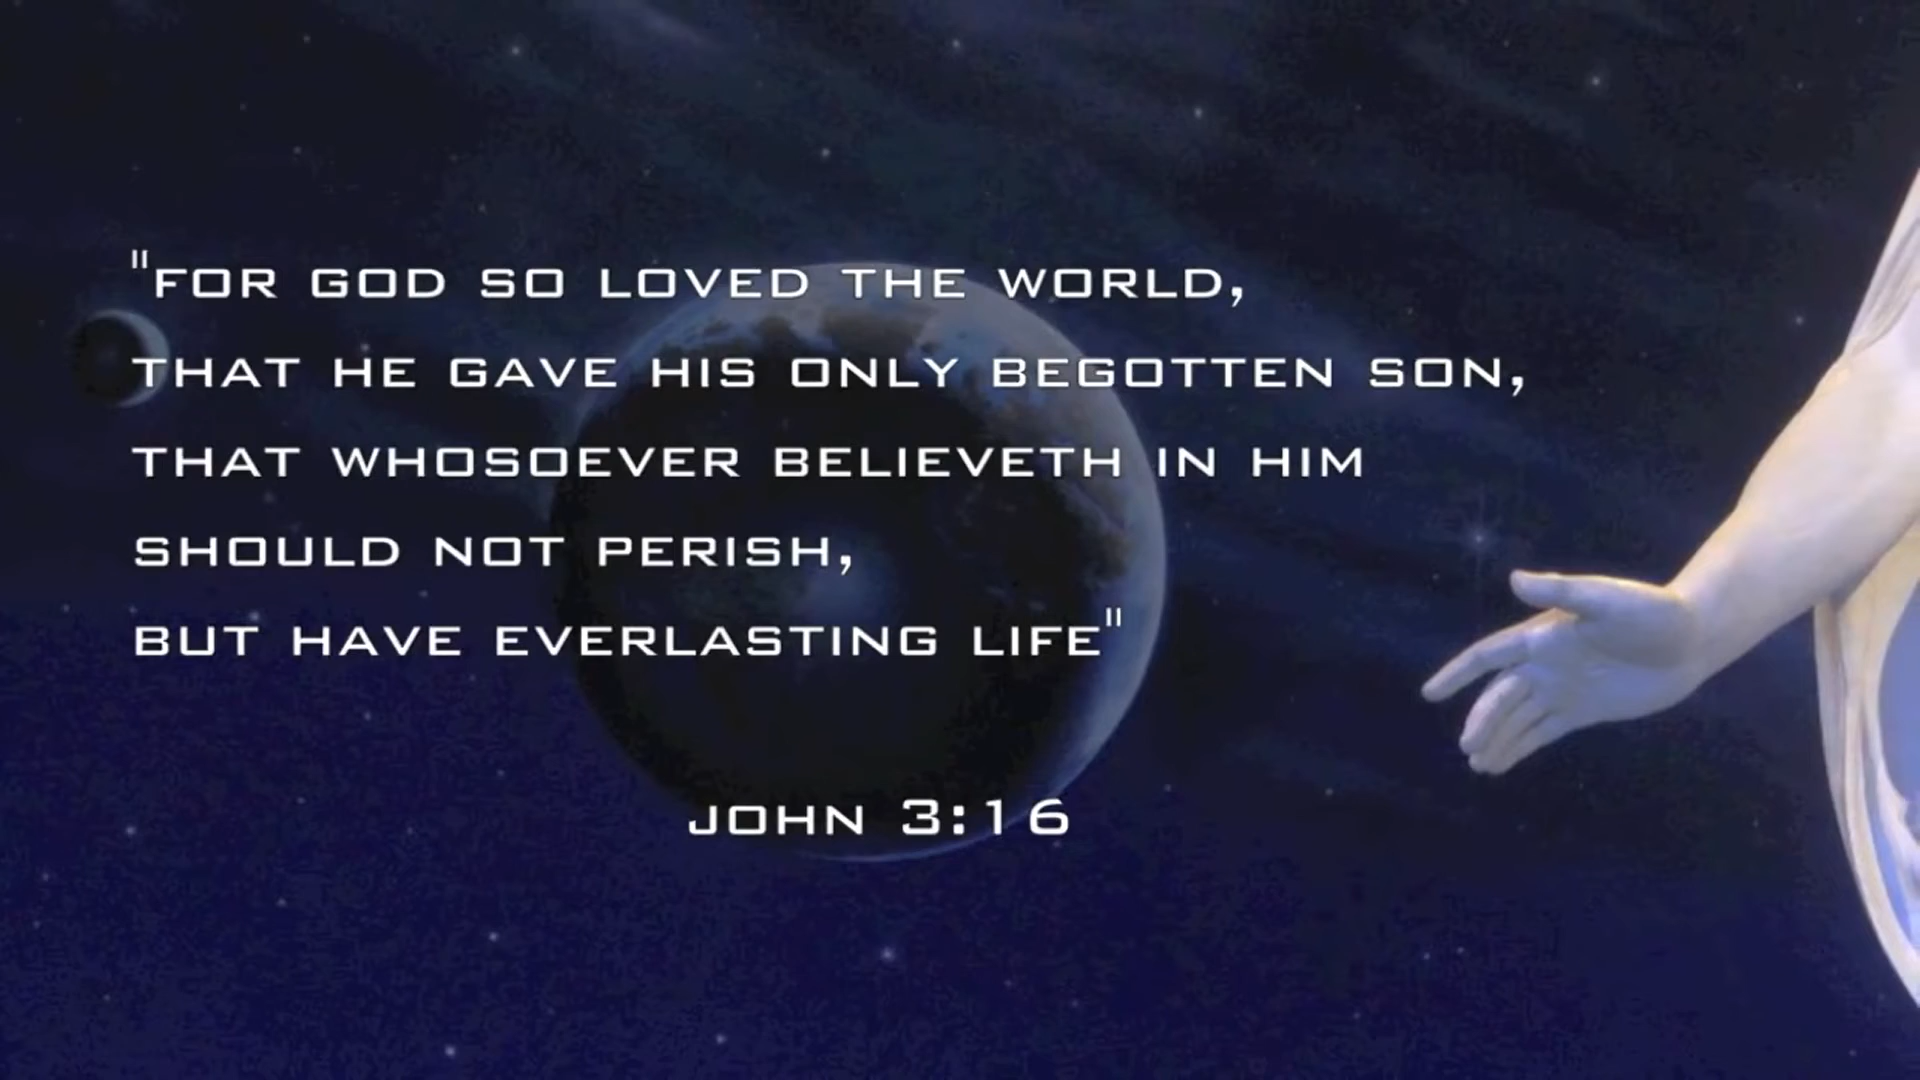 "FOR GOD SO LOVED THE WORLD,
THAT HE GAVE HIS ONLY BEGOTTEN SON,
THAT WHOSOEVER BELIEVETH IN HIM
SHOULD NOT PERISH,
BUT HAVE EVERLASTING LIFE"
JOHN 3:16